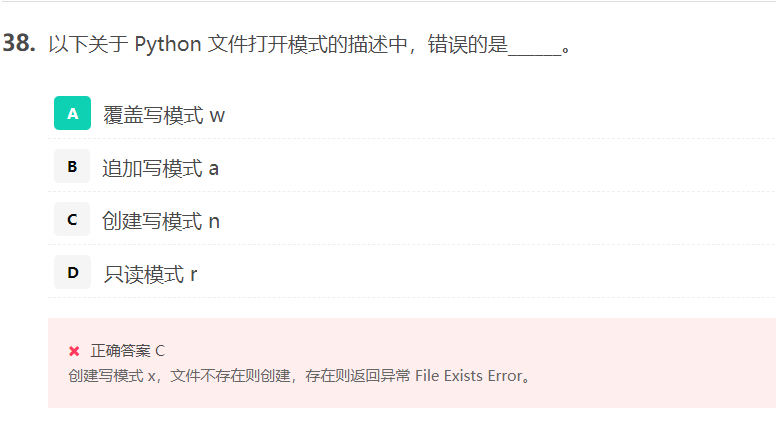 38. 以下关于 Python 文件打开模式的描述中，错误的是______。
A 覆盖写模式 w
B 追加写模式 a
C 创建写模式 n
D 只读模式 r
✖ 正确答案 C
创建写模式 x，文件不存在则创建，存在则返回异常 File Exists Error。